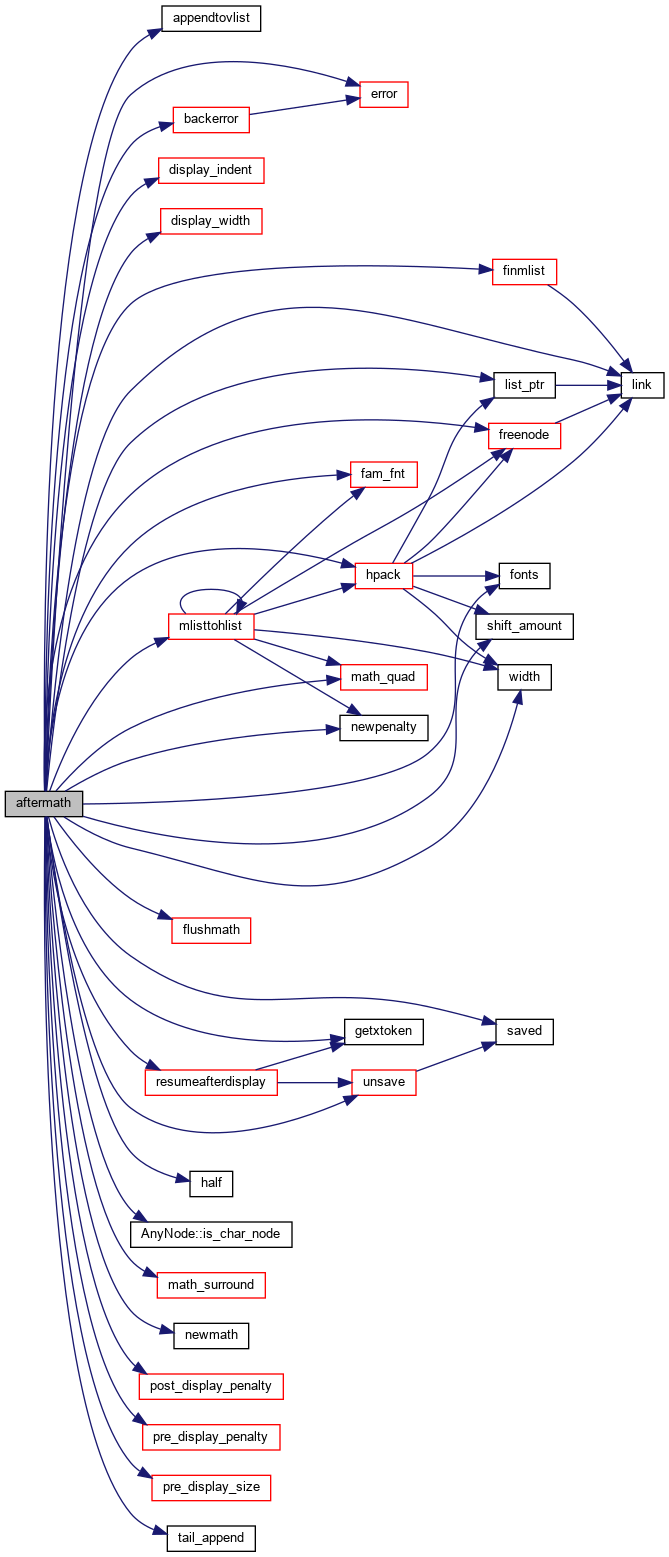 appendtovlist
error
backerror
display_indent
display_width
finmlist
list_ptr
link
freenode
fam_fnt
hpack
fonts
mlisttohlist
shift_amount
math_quad
width
newpenalty
aftermath
flushmath
getxtoken
saved
resumeafterdisplay
unsave
half
AnyNode::is_char_node
math_surround
newmath
post_display_penalty
pre_display_penalty
pre_display_size
tail_append